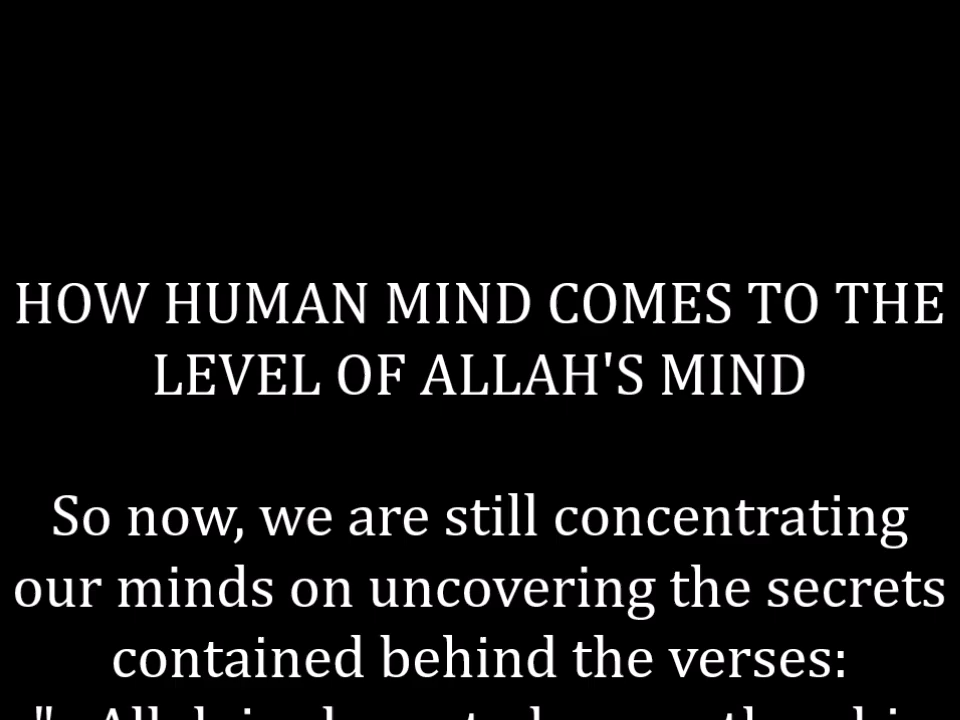 HOW HUMAN MIND COMES TO THE
LEVEL OF ALLAH'S MIND
So now, we are still concentrating
our minds on uncovering the secrets
contained behind the verses: